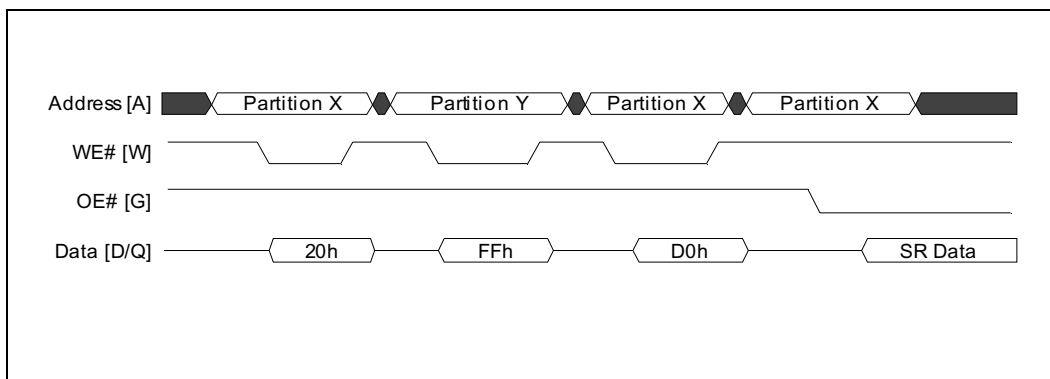 Address [A] Partition X Partition Y Partition X Partition X
WE# [W]
OE# [G]
Data [D/Q] 20h FFh D0h SR Data